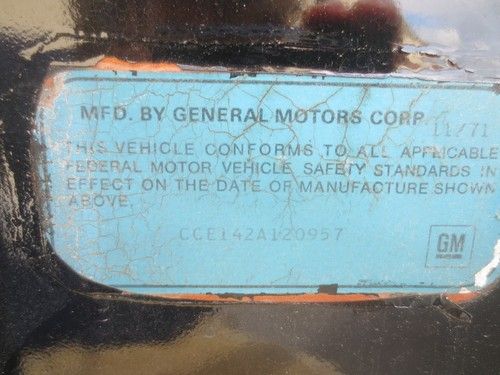 MFD. BY GENERAL MOTORS CORP 11/71
THIS VEHICLE CONFORMS TO ALL APPLICABLE
FEDERAL MOTOR VEHICLE SAFETY STANDARDS IN
EFFECT ON THE DATE OF MANUFACTURE SHOWN
ABOVE.
CCE142A120957
GM